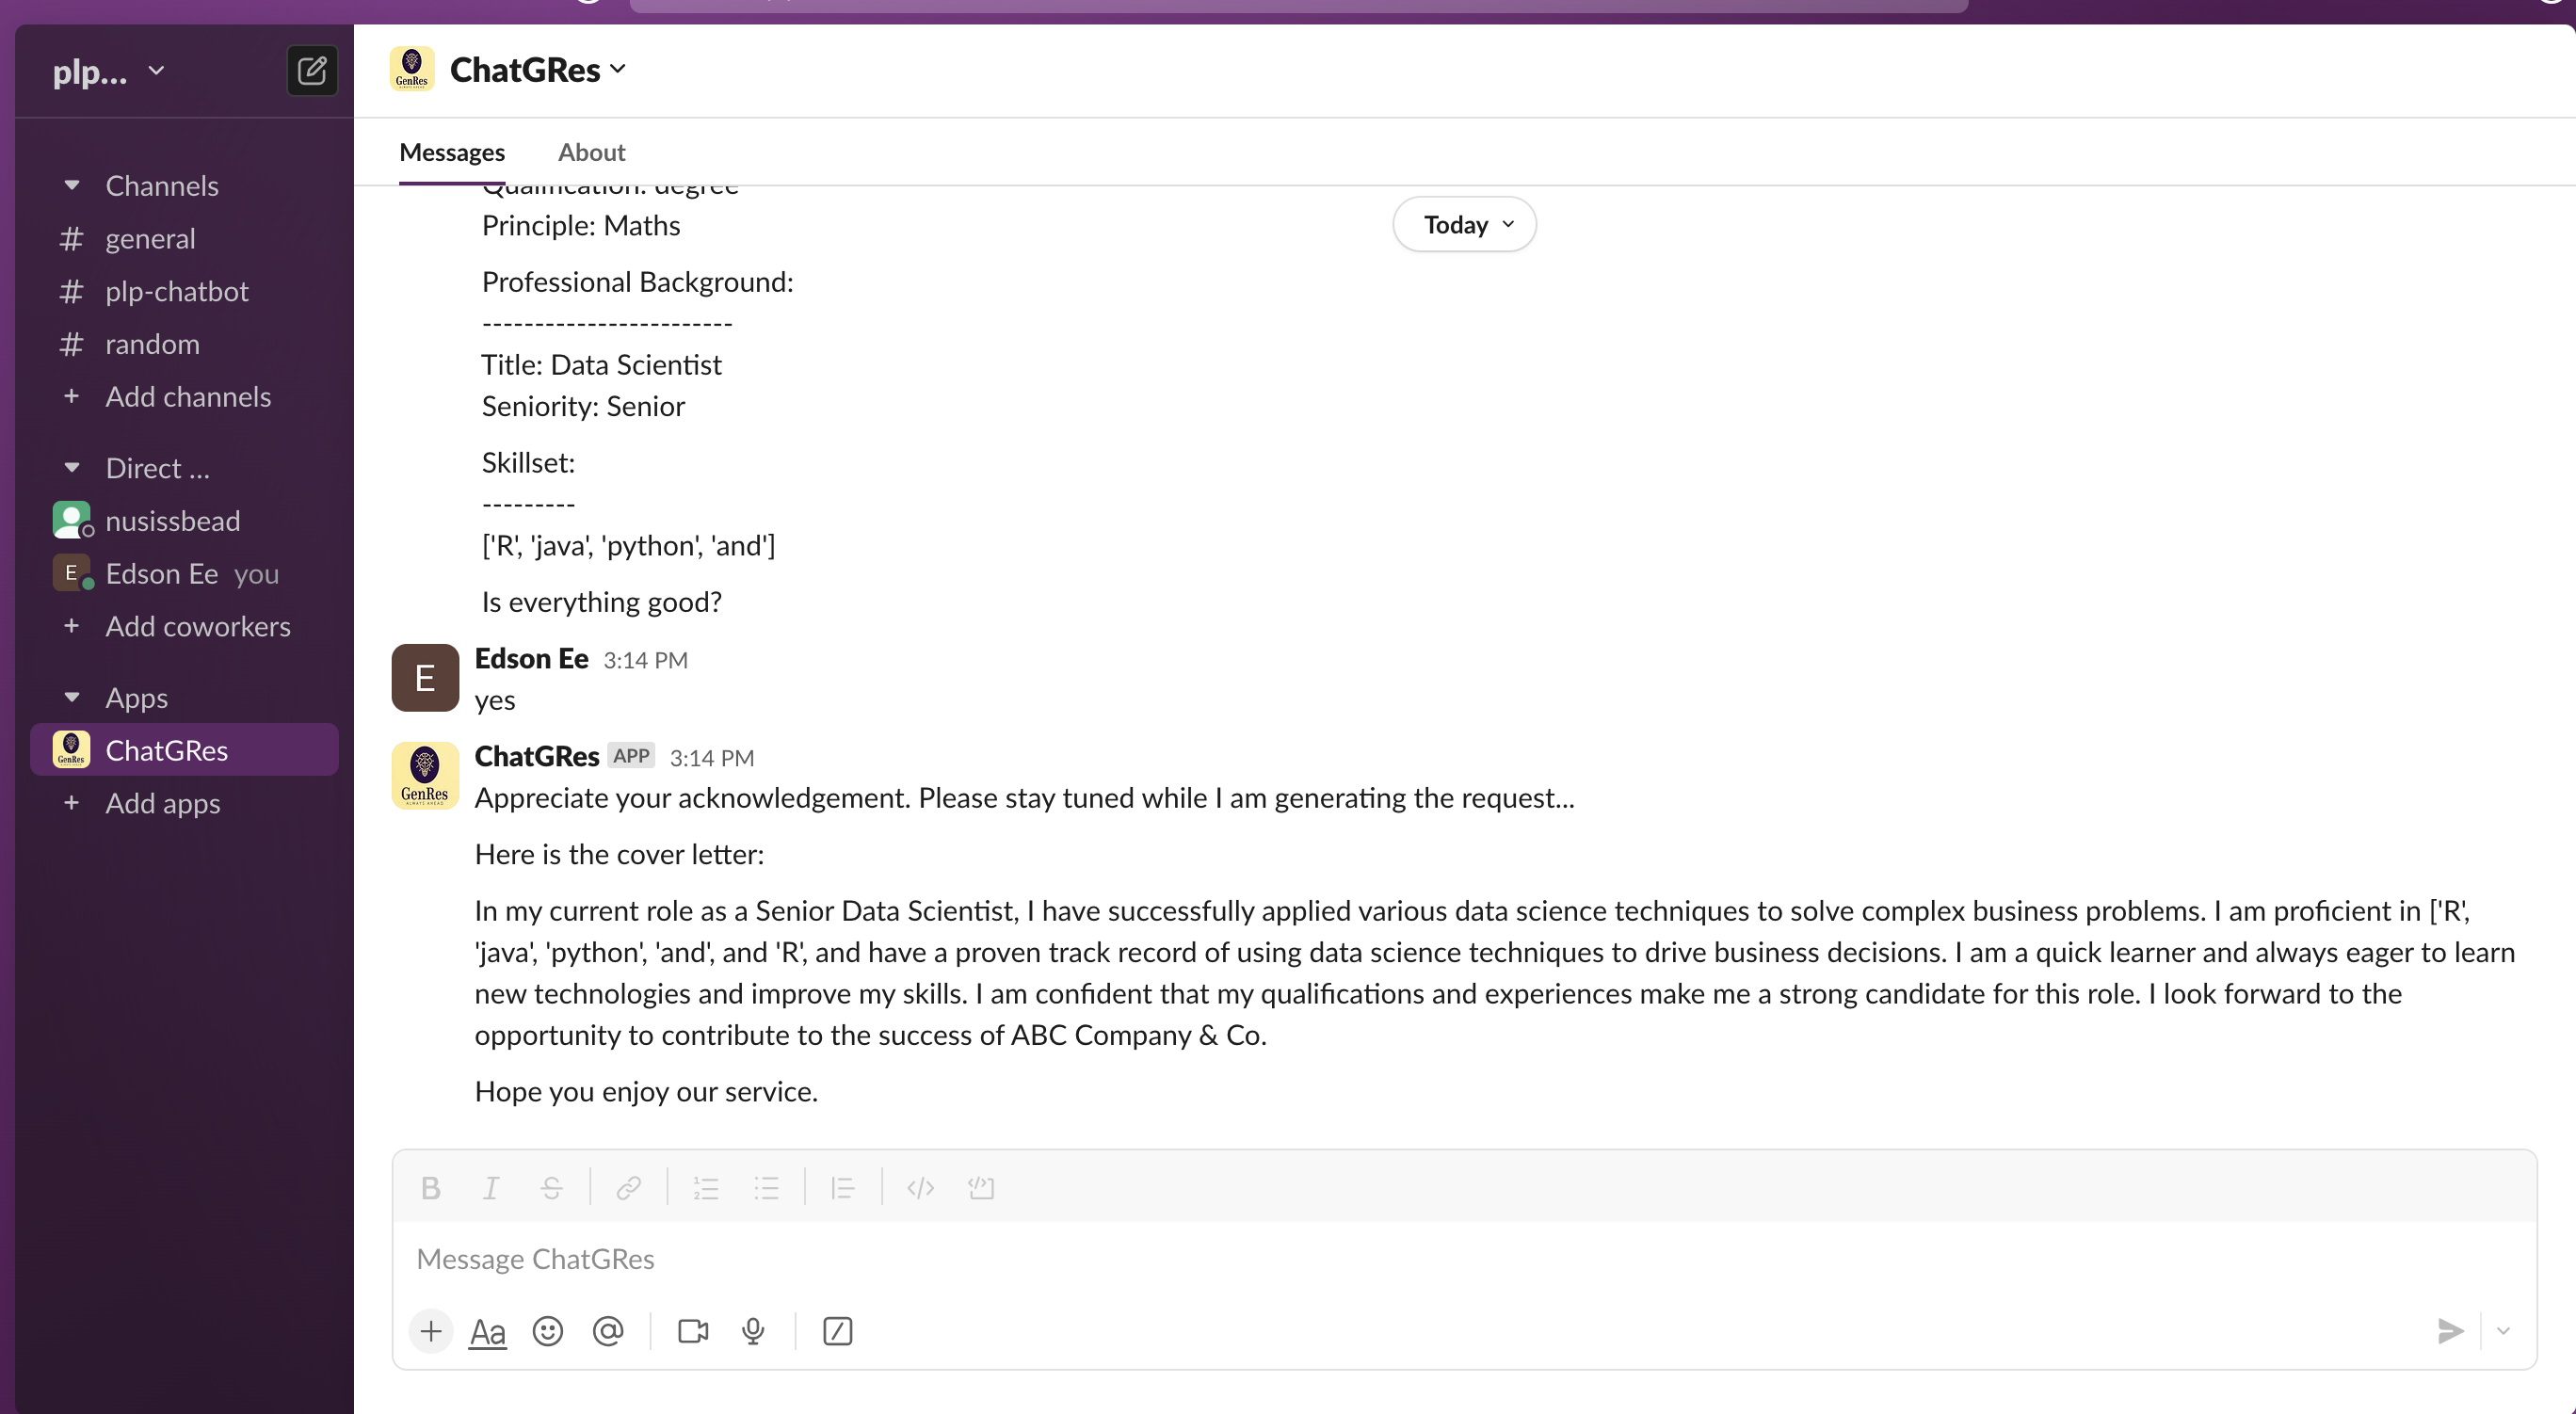 plp...
Channels
# general
# plp-chatbot
# random
+ Add channels
Direct ...
nusissbead
E Edson Ee you
+ Add coworkers
Apps
GenRes ChatGRes
+ Add apps
GenRes ChatGRes
Messages About
Qualification: degree
Principle: Maths
Today
Professional Background:
------------------------
Title: Data Scientist
Seniority: Senior
Skillset:
---------
['R', 'java', 'python', 'and']
Is everything good?
E
Edson Ee 3:14 PM
yes
GenRes
ALWAYS AHEAD
ChatGRes APP 3:14 PM
Appreciate your acknowledgement. Please stay tuned while I am generating the request...
Here is the cover letter:
In my current role as a Senior Data Scientist, I have successfully applied various data science techniques to solve complex business problems. I am proficient in ['R',
'java', 'python', 'and', and 'R', and have a proven track record of using data science techniques to drive business decisions. I am a quick learner and always eager to learn
new technologies and improve my skills. I am confident that my qualifications and experiences make me a strong candidate for this role. I look forward to the
opportunity to contribute to the success of ABC Company & Co.
Hope you enjoy our service.
B I S
Message ChatGRes
+ Aa @